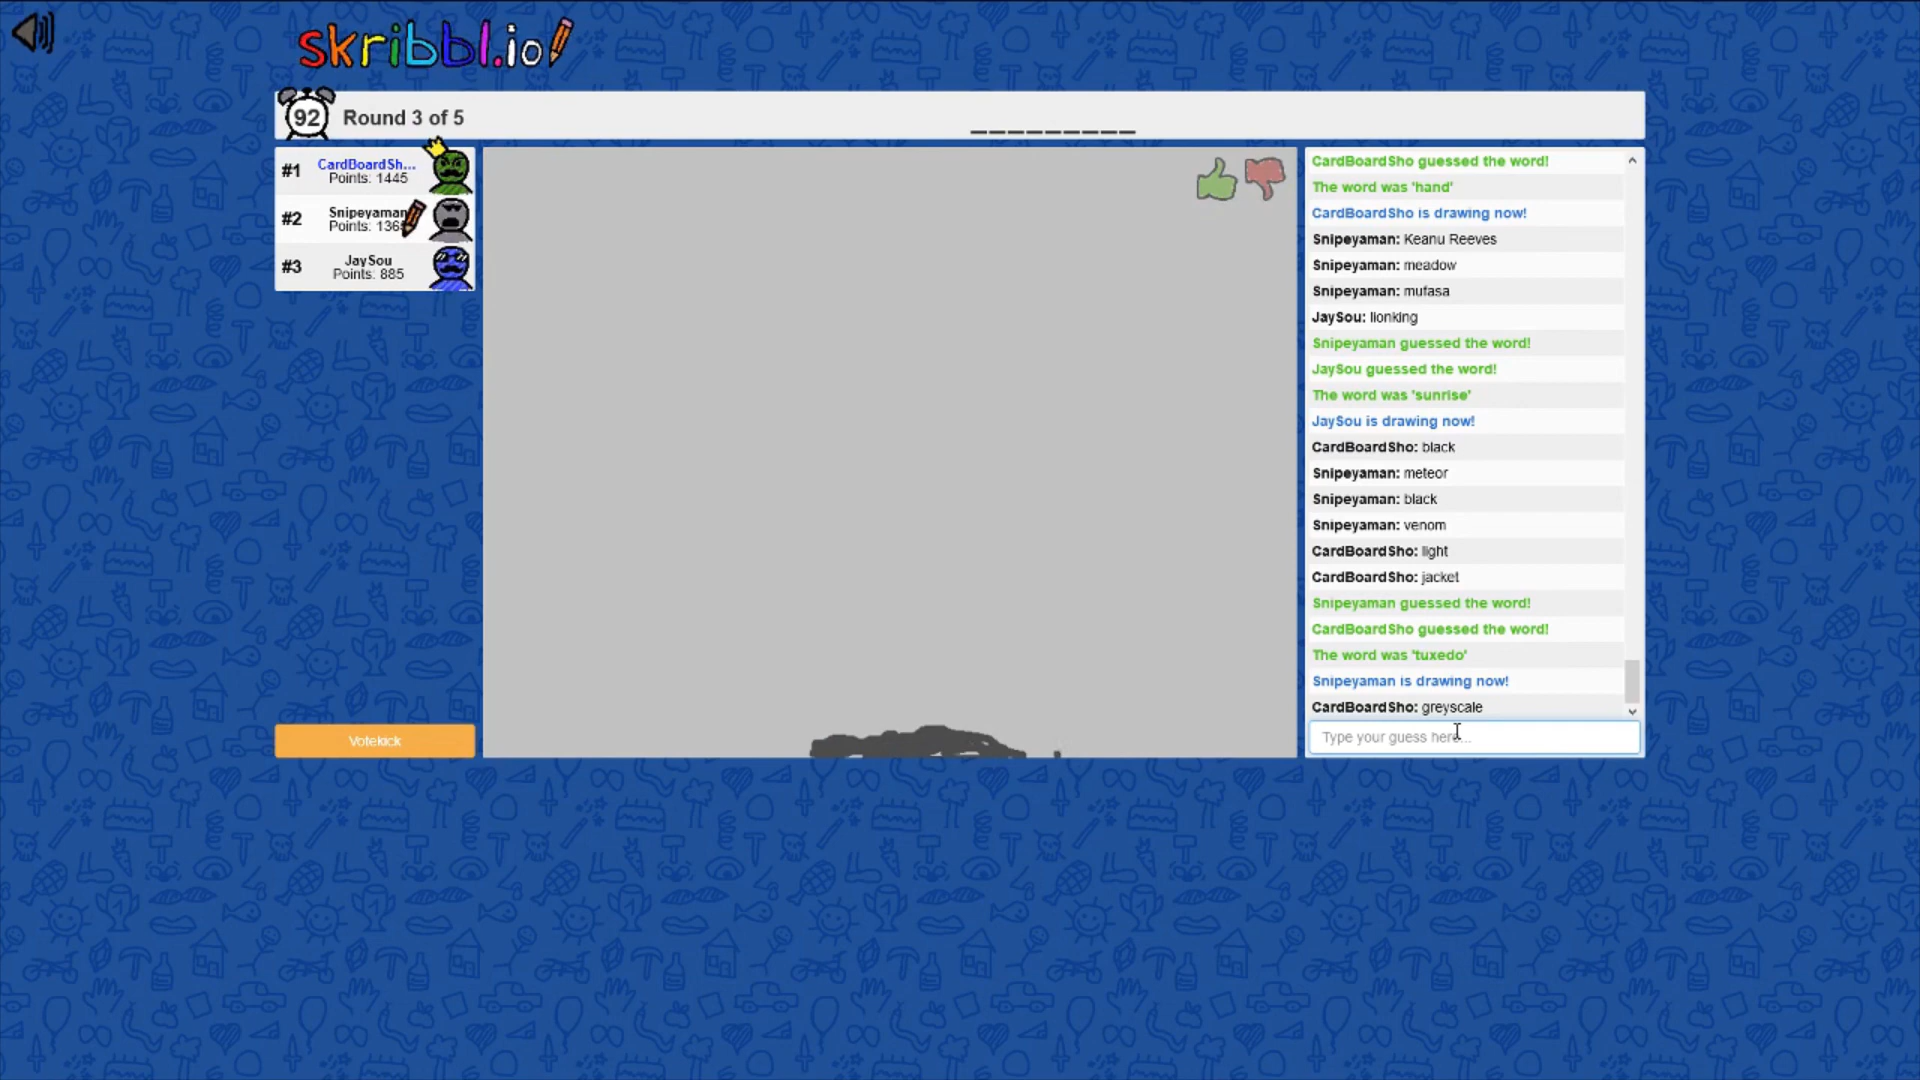 skribbl.io
92
Round 3 of 5
_________
#1
CardBoardSh...
Points: 1445
#2
Snipeyaman
Points: 136
#3
JaySou
Points: 885
Votekick
CardBoardSho guessed the word!
The word was 'hand'
CardBoardSho is drawing now!
Snipeyaman: Keanu Reeves
Snipeyaman: meadow
Snipeyaman: mufasa
JaySou: lionking
Snipeyaman guessed the word!
JaySou guessed the word!
The word was 'sunrise'
JaySou is drawing now!
CardBoardSho: black
Snipeyaman: meteor
Snipeyaman: black
Snipeyaman: venom
CardBoardSho: light
CardBoardSho: jacket
Snipeyaman guessed the word!
CardBoardSho guessed the word!
The word was 'tuxedo'
Snipeyaman is drawing now!
CardBoardSho: greyscale
Type your guess here...